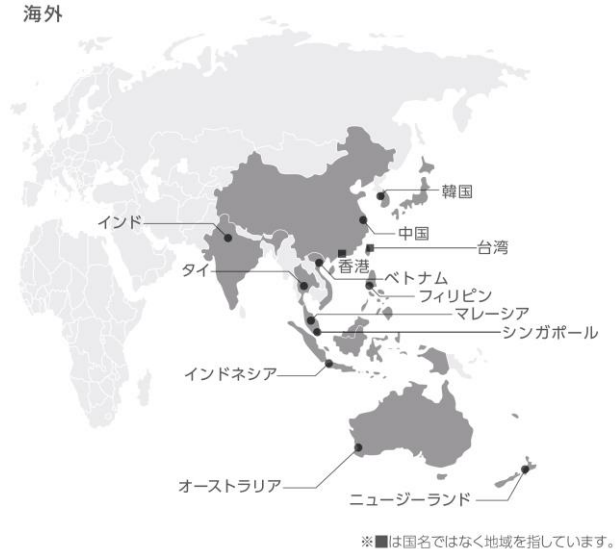 海外
韓国
インド
中国
台湾
香港
タイ
ベトナム
フィリピン
マレーシア
シンガポール
インドネシア
オーストラリア
ニュージーランド
※■は国名ではなく地域を指しています。